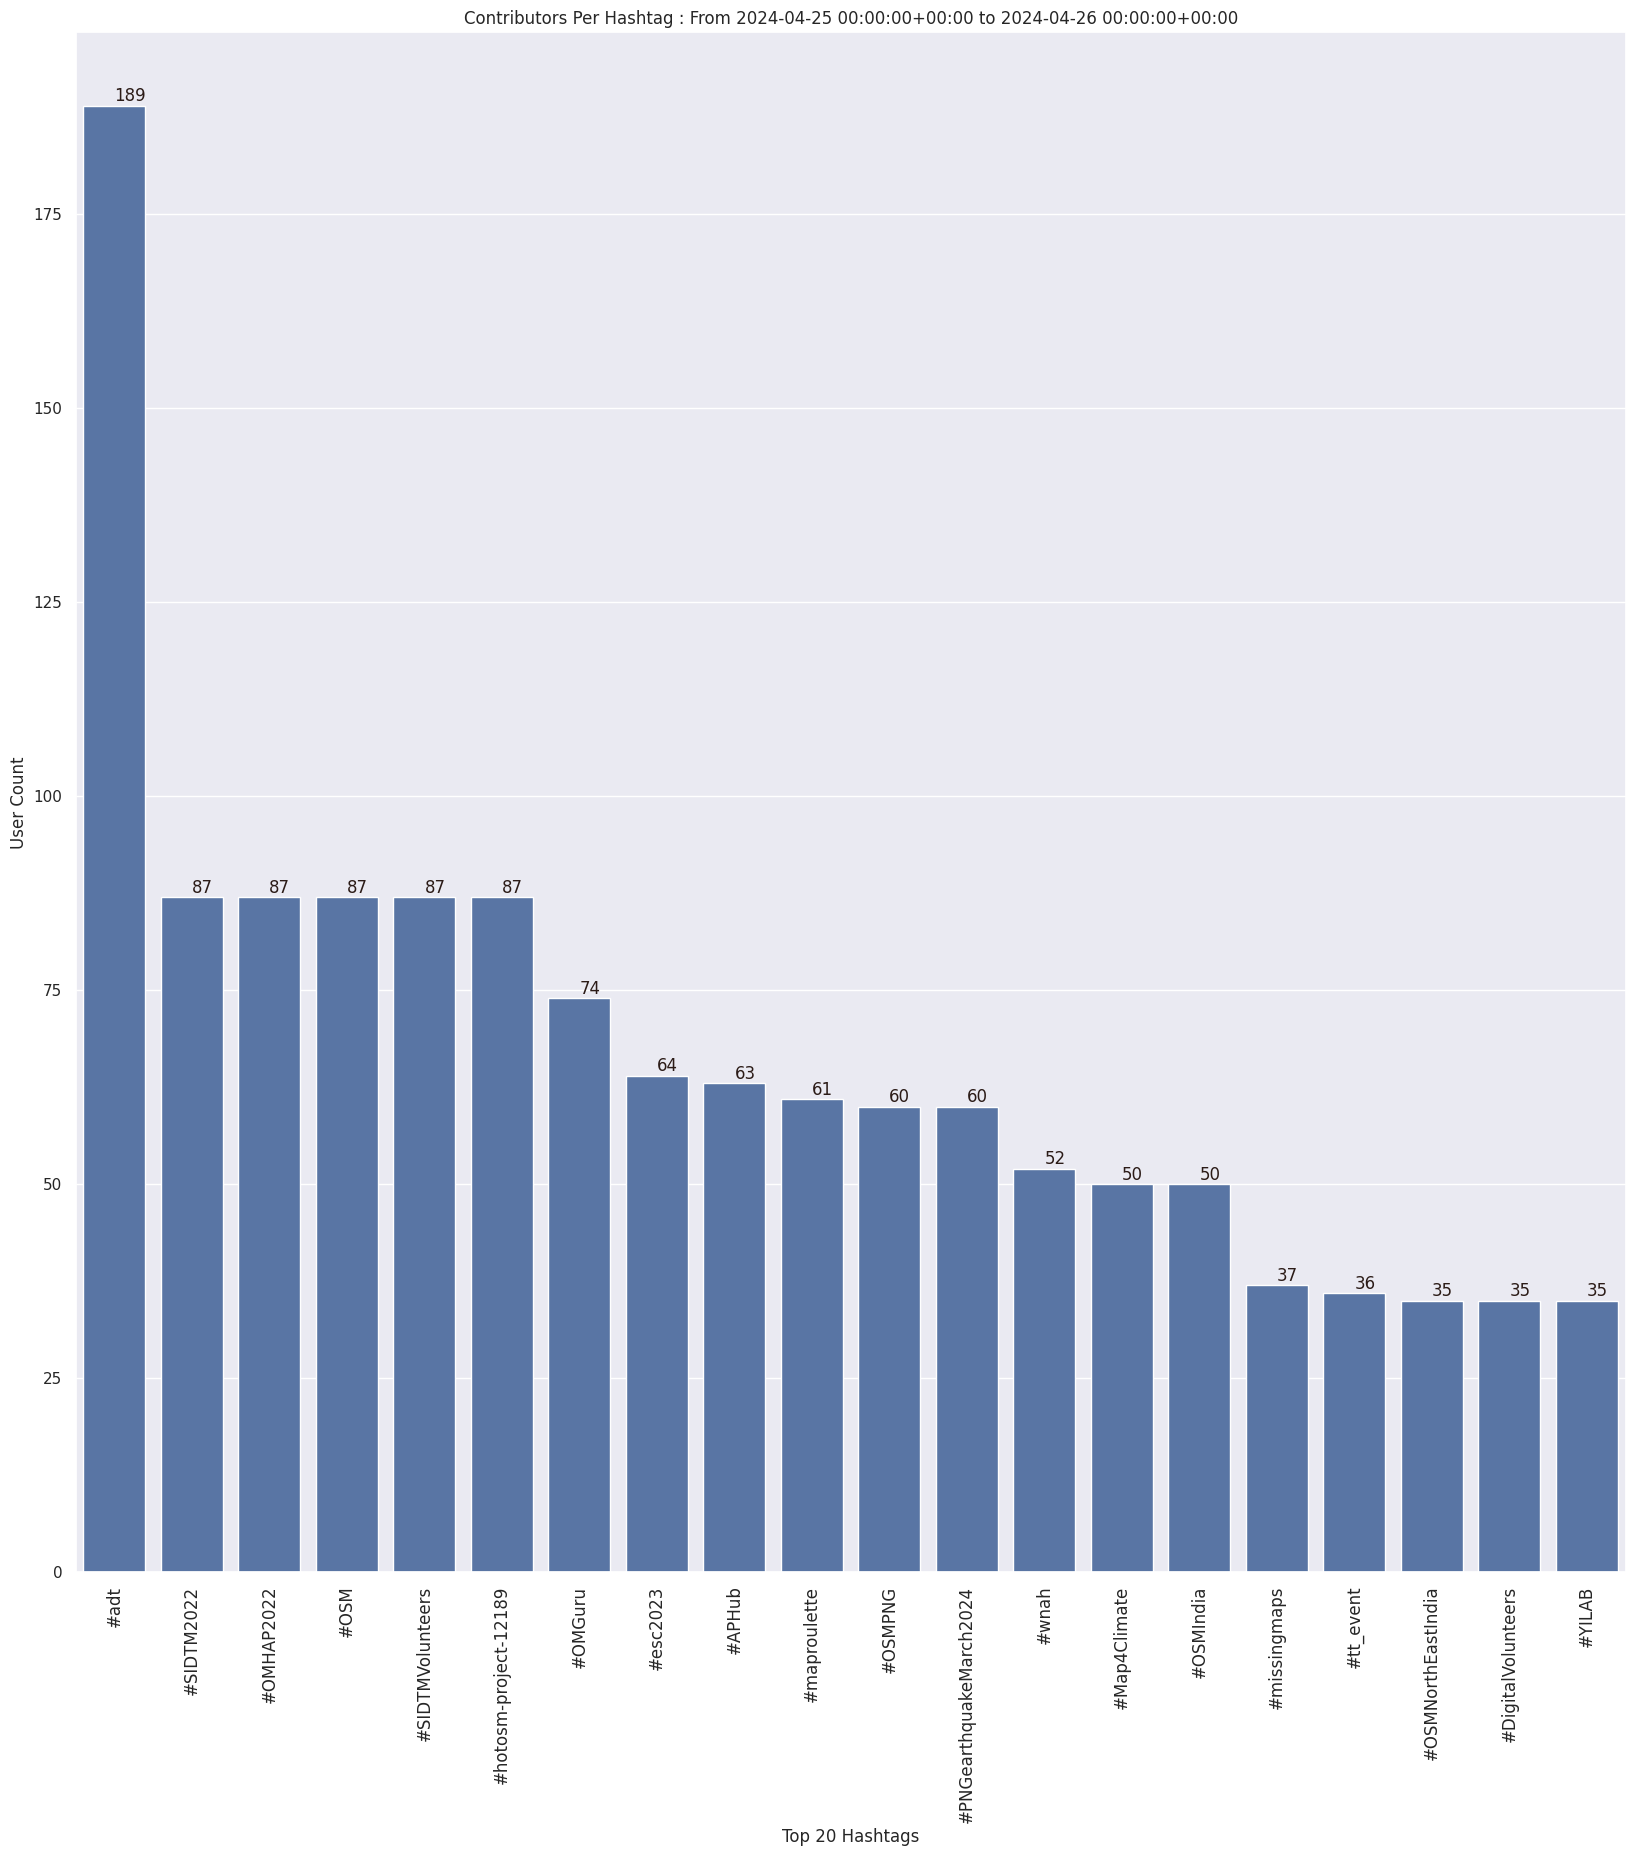 Contributors Per Hashtag : From 2024-04-25 00:00:00+00:00 to 2024-04-26 00:00:00+00:00
189
175
150
125
100
87 87 87 87 87
75
74
64
63
61
60 60
52
50
50 50
37
36
35 35 35
25
0
User Count
#adt
#SIDTM2022
#OMHAP2022
#OSM
#SIDTMVolunteers
#hotosm-project-12189
#OMGuru
#esc2023
#APHub
#maproulette
#OSMPNG
#PNGearthquakeMarch2024
#wnah
#Map4Climate
#OSMIndia
#missingmaps
#tt_event
#OSMNorthEastIndia
#DigitalVolunteers
#YILAB
Top 20 Hashtags